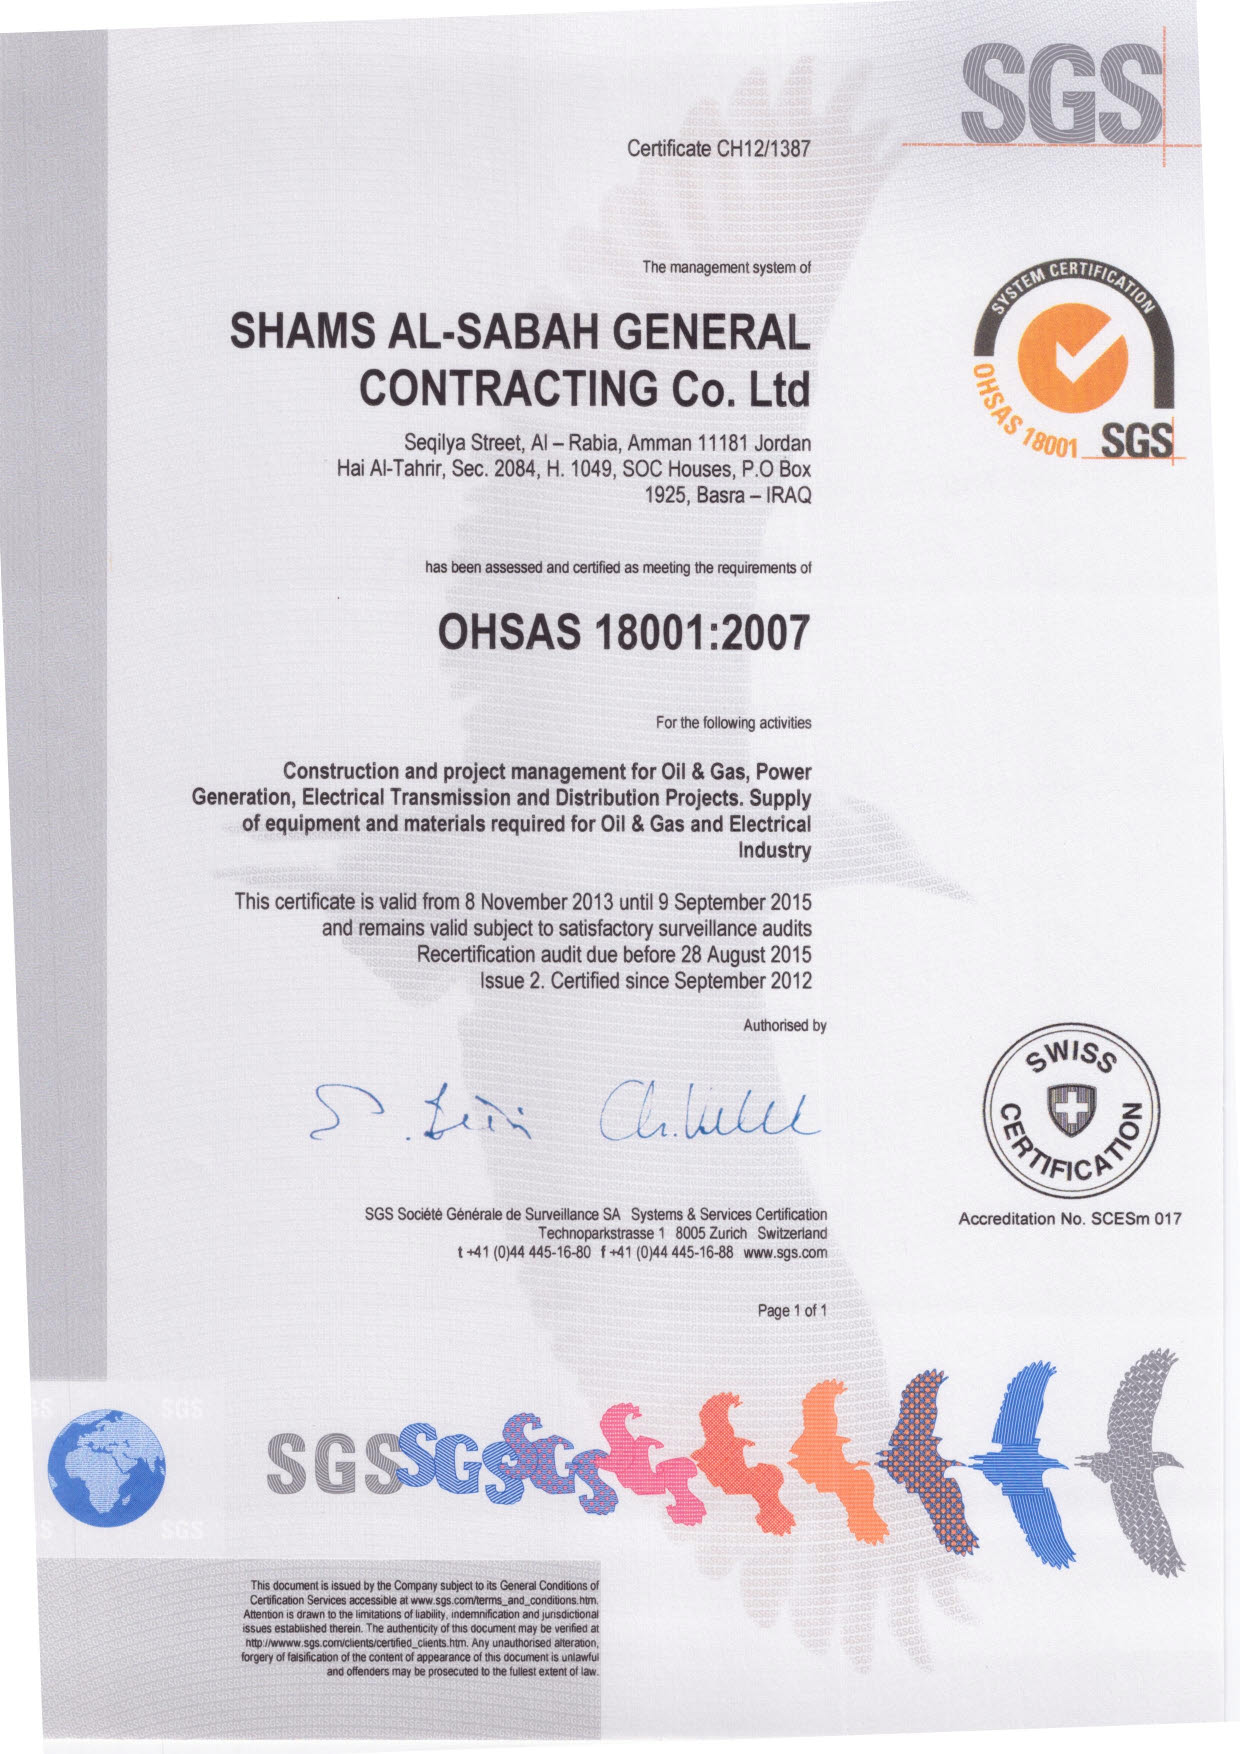 SGS
Certificate CH12/1387
The management system of
SHAMS AL-SABAH GENERAL
CONTRACTING Co. Ltd
SYSTEM CERTIFICATION
OHSAS 18001
SGS
Seqilya Street, Al – Rabia, Amman 11181 Jordan
Hai Al-Tahrir, Sec. 2084, H. 1049, SOC Houses, P.O Box
1925, Basra – IRAQ
has been assessed and certified as meeting the requirements of
OHSAS 18001:2007
For the following activities
Construction and project management for Oil & Gas, Power
Generation, Electrical Transmission and Distribution Projects. Supply
of equipment and materials required for Oil & Gas and Electrical
Industry
This certificate is valid from 8 November 2013 until 9 September 2015
and remains valid subject to satisfactory surveillance audits
Recertification audit due before 28 August 2015
Issue 2. Certified since September 2012
Authorised by
SWISS
CERTIFICATION
Accreditation No. SCESm 017
SGS Société Générale de Surveillance SA Systems & Services Certification
Technoparkstrasse 1 8005 Zurich Switzerland
t +41 (0)44 445-16-80 f +41 (0)44 445-16-88 www.sgs.com
Page 1 of 1
SGS
SGS
SGS SGS SGS
SGS
This document is issued by the Company subject to its General Conditions of
Certification Services accessible at www.sgs.com/terms_and_conditions.htm.
Attention is drawn to the limitations of liability, indemnification and jurisdictional
issues established therein. The authenticity of this document may be verified at
http://wwww.sgs.com/clients/certified_clients.htm. Any unauthorised alteration,
forgery of falsification of the content of appearance of this document is unlawful
and offenders may be prosecuted to the fullest extent of law.